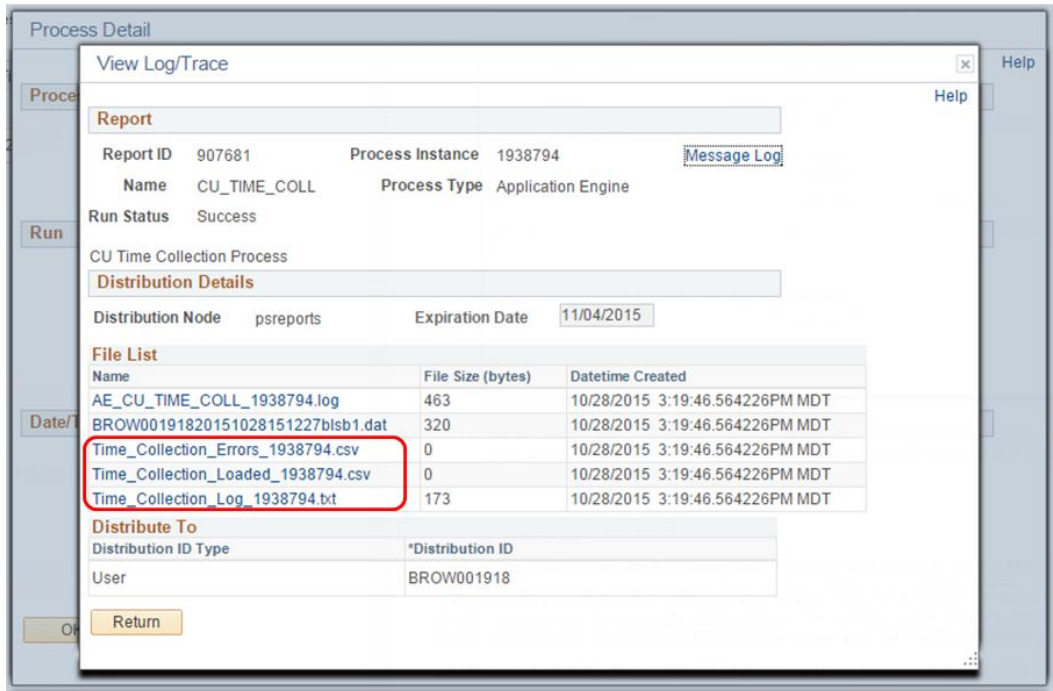 Process Detail
View Log/Trace
Help
Help
Proce
Report
Report ID 907681 Process Instance 1938794 Message Log
Name CU_TIME_COLL Process Type Application Engine
Run Status Success
Run
CU Time Collection Process
Distribution Details
Distribution Node psreports Expiration Date 11/04/2015
File List
Name File Size (bytes) Datetime Created
AE_CU_TIME_COLL_1938794.log 463 10/28/2015 3:19:46.564226PM MDT
BROW00191820151028151227blsb1.dat 320 10/28/2015 3:19:46.564226PM MDT
Date/T
Time_Collection_Errors_1938794.csv 0 10/28/2015 3:19:46.564226PM MDT
Time_Collection_Loaded_1938794.csv 0 10/28/2015 3:19:46.564226PM MDT
Time_Collection_Log_1938794.txt 173 10/28/2015 3:19:46.564226PM MDT
Distribute To
Distribution ID Type *Distribution ID
User BROW001918
Return